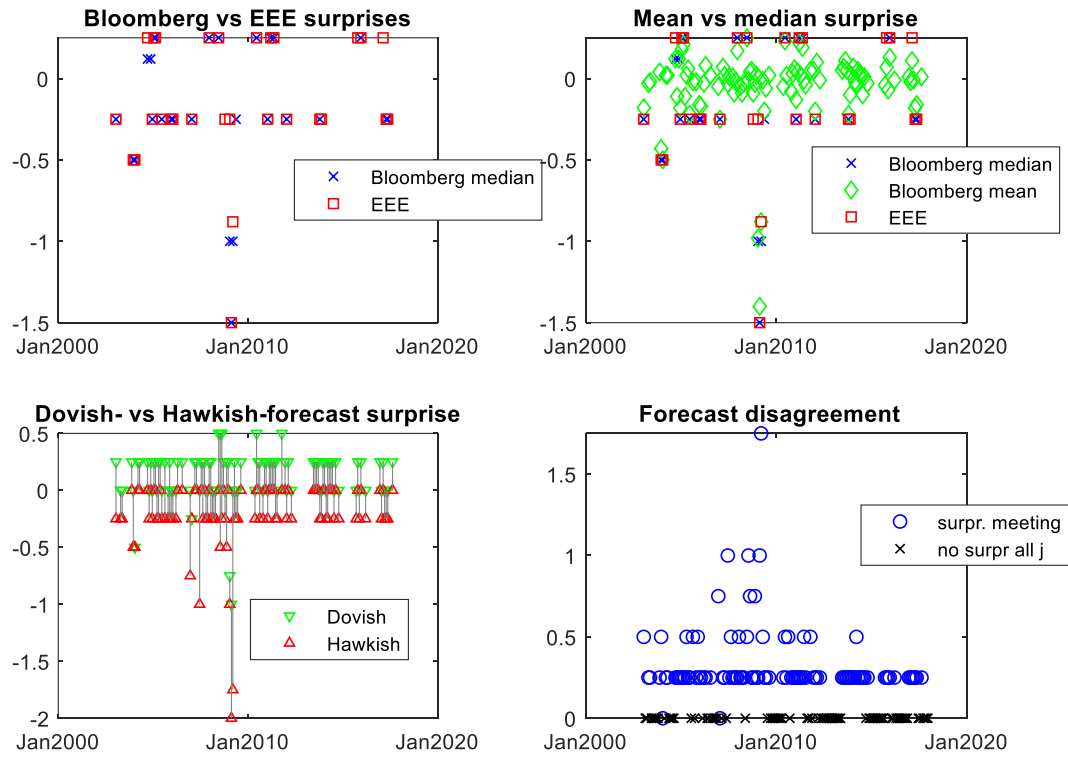 Bloomberg vs EEE surprises
0
-0.5
-1
-1.5
Jan2000
Jan2010
Jan2020
Bloomberg median
EEE
Mean vs median surprise
0
-0.5
-1
-1.5
Jan2000
Jan2010
Jan2020
Bloomberg median
Bloomberg mean
EEE
Dovish- vs Hawkish-forecast surprise
0.5
0
-0.5
-1
-1.5
-2
Jan2000
Jan2010
Jan2020
Dovish
Hawkish
Forecast disagreement
1.5
1
0.5
0
Jan2000
Jan2010
Jan2020
surpr. meeting
no surpr all j